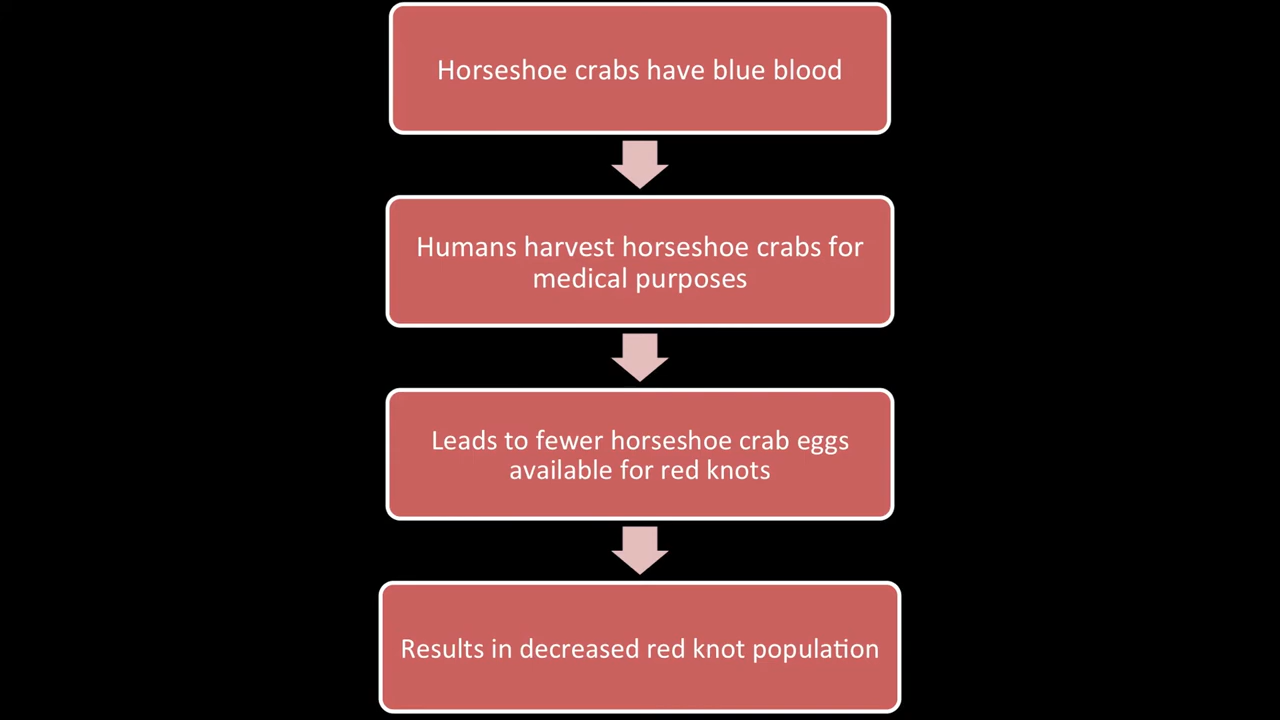 Horseshoe crabs have blue blood
Humans harvest horseshoe crabs for
medical purposes
Leads to fewer horseshoe crab eggs
available for red knots
Results in decreased red knot population